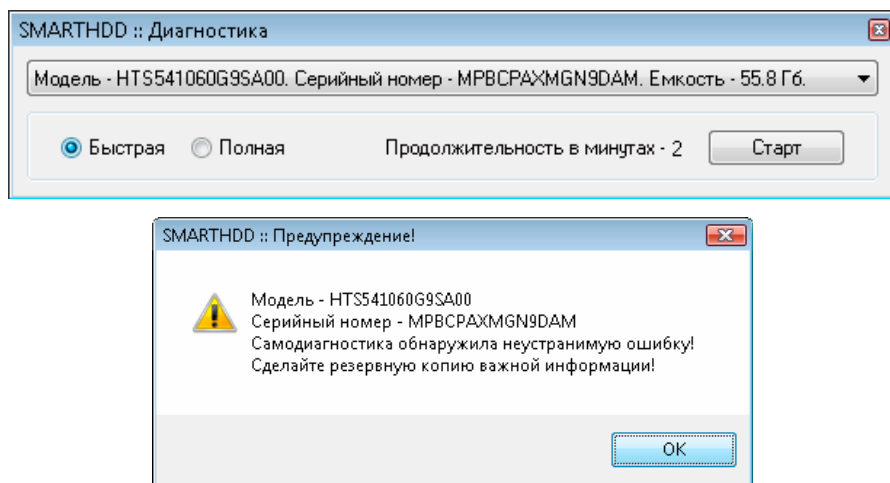 SMARTHDD :: Диагностика
Модель - HTS541060G9SA00. Серийный номер - MPBCPAXMGN9DAM. Емкость - 55.8 Гб.
Быстрая Полная Продолжительность в минутах - 2 Старт
SMARTHDD :: Предупреждение!
Модель - HTS541060G9SA00
Серийный номер - MPBCPAXMGN9DAM
Самодиагностика обнаружила неустранимую ошибку!
Сделайте резервную копию важной информации!
OK